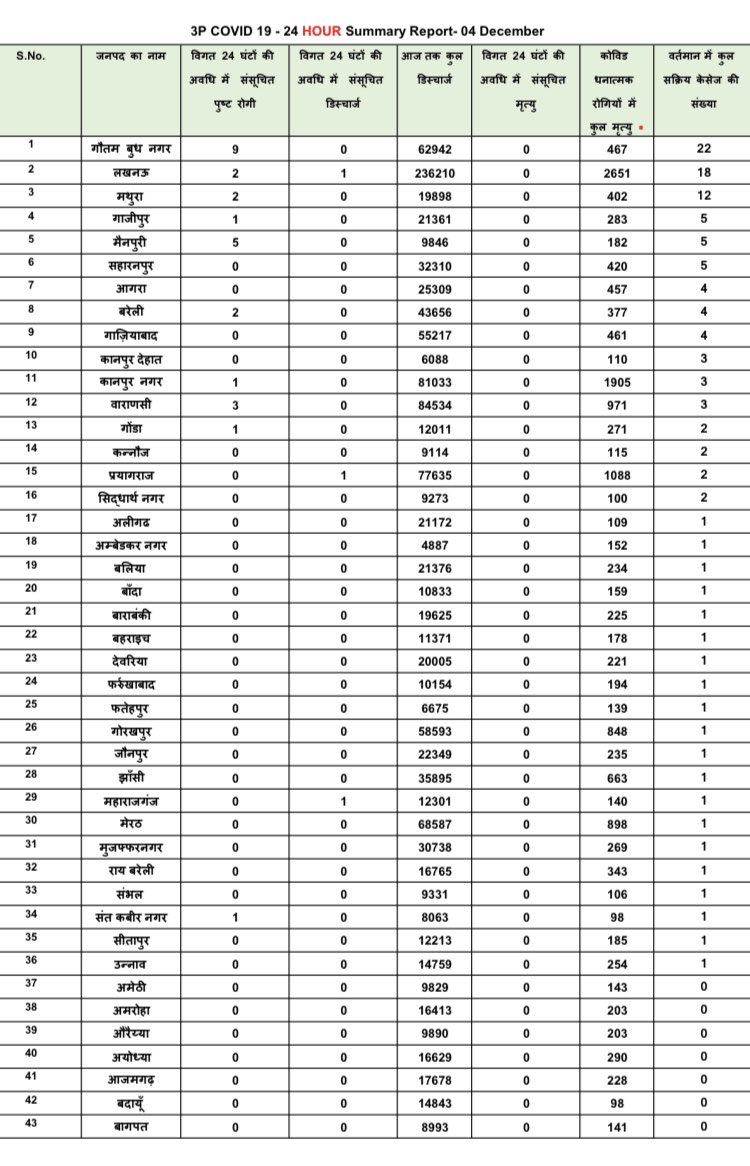 3P COVID 19 - 24 HOUR Summary Report- 04 December
S.No. जनपद का नाम विगत 24 घंटों की अवधि में संसूचित पुष्ट रोगी विगत 24 घंटों की अवधि में संसूचित डिस्चार्ज आज तक कुल डिस्चार्ज विगत 24 घंटों की अवधि में संसूचित मृत्यु कोविड धनात्मक रोगियों में कुल मृत्यु वर्तमान में कुल सक्रिय केसेज की संख्या
1 गौतम बुध नगर 9 0 62942 0 467 22
2 लखनऊ 2 1 236210 0 2651 18
3 मथुरा 2 0 19898 0 402 12
4 गाजीपुर 1 0 21361 0 283 5
5 मैनपुरी 5 0 9846 0 182 5
6 सहारनपुर 0 0 32310 0 420 5
7 आगरा 0 0 25309 0 457 4
8 बरेली 2 0 43656 0 377 4
9 गाज़ियाबाद 0 0 55217 0 461 4
10 कानपुर देहात 0 0 6088 0 110 3
11 कानपुर नगर 1 0 81033 0 1905 3
12 वाराणसी 3 0 84534 0 971 3
13 गोंडा 1 0 12011 0 271 2
14 कन्नौज 0 0 9114 0 115 2
15 प्रयागराज 0 1 77635 0 1088 2
16 सिद्धार्थ नगर 0 0 9273 0 100 2
17 अलीगढ 0 0 21172 0 109 1
18 अम्बेडकर नगर 0 0 4887 0 152 1
19 बलिया 0 0 21376 0 234 1
20 बाँदा 0 0 10833 0 159 1
21 बाराबंकी 0 0 19625 0 225 1
22 बहराइच 0 0 11371 0 178 1
23 देवरिया 0 0 20005 0 221 1
24 फर्रुखाबाद 0 0 10154 0 194 1
25 फतेहपुर 0 0 6675 0 139 1
26 गोरखपुर 0 0 58593 0 848 1
27 जौनपुर 0 0 22349 0 235 1
28 झाँसी 0 0 35895 0 663 1
29 महाराजगंज 0 1 12301 0 140 1
30 मेरठ 0 0 68587 0 898 1
31 मुजफ्फरनगर 0 0 30738 0 269 1
32 राय बरेली 0 0 16765 0 343 1
33 संभल 0 0 9331 0 106 1
34 संत कबीर नगर 1 0 8063 0 98 1
35 सीतापुर 0 0 12213 0 185 1
36 उन्नाव 0 0 14759 0 254 1
37 अमेठी 0 0 9829 0 143 0
38 अमरोहा 0 0 16413 0 203 0
39 औरैय्या 0 0 9890 0 203 0
40 अयोध्या 0 0 16629 0 290 0
41 आजमगढ़ 0 0 17678 0 228 0
42 बदायूँ 0 0 14843 0 98 0
43 बागपत 0 0 8993 0 141 0